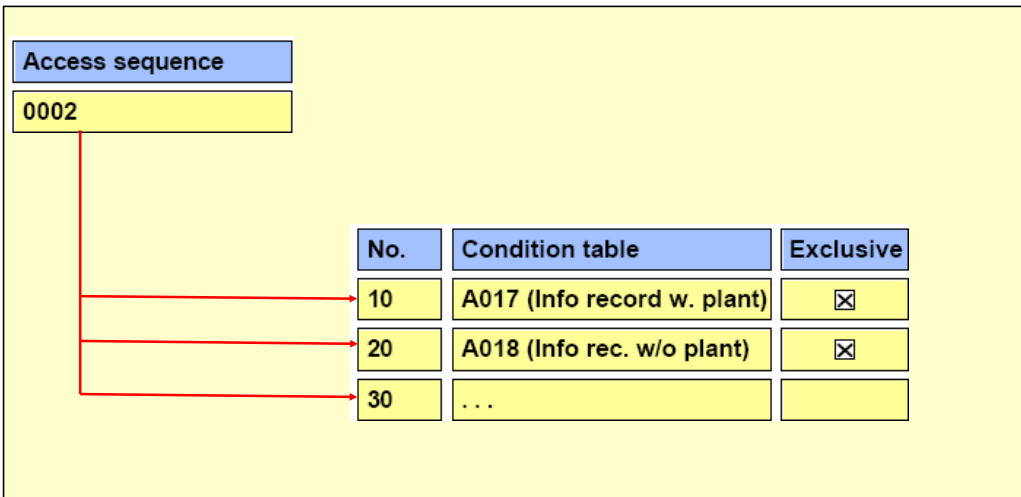 Access sequence
0002
No. Condition table Exclusive
10 A017 (Info record w. plant)
20 A018 (Info rec. w/o plant)
30 . . .